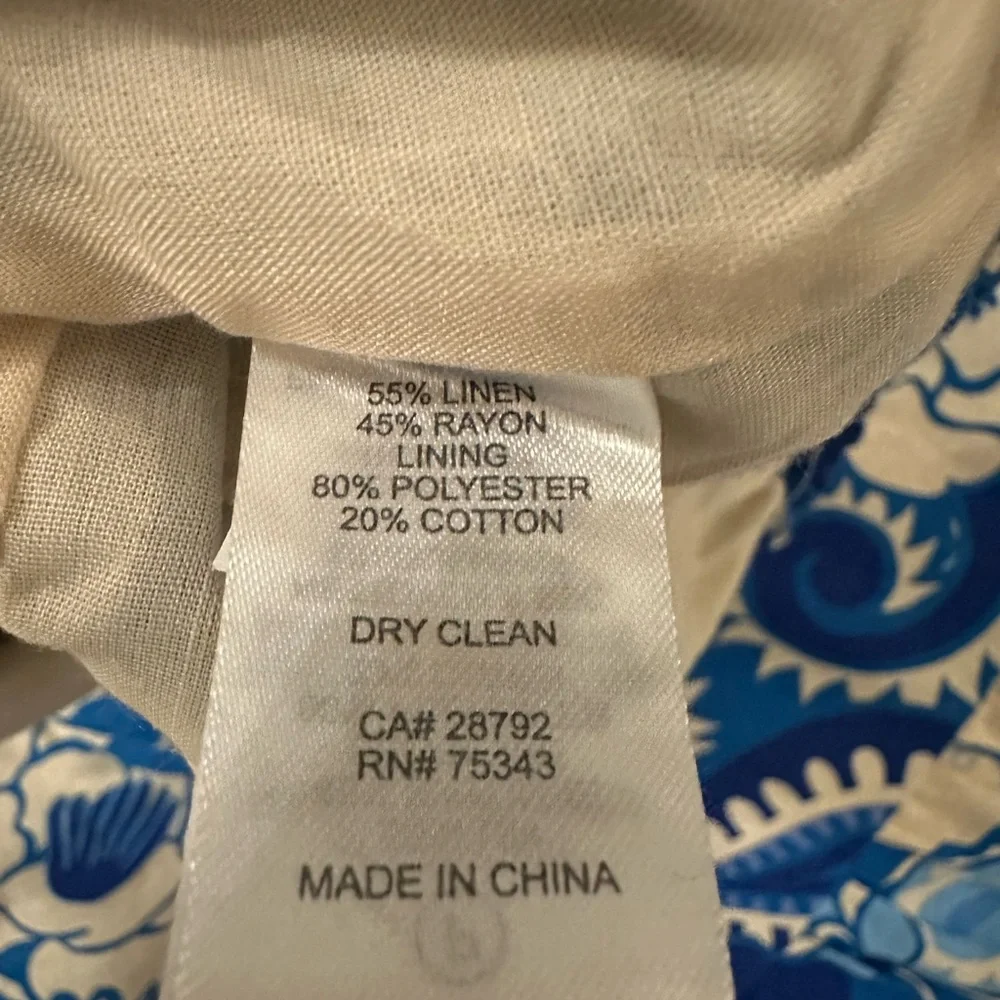 55% LINEN
45% RAYON
LINING
80% POLYESTER
20% COTTON
DRY CLEAN
CA# 28792
RN# 75343
MADE IN CHINA